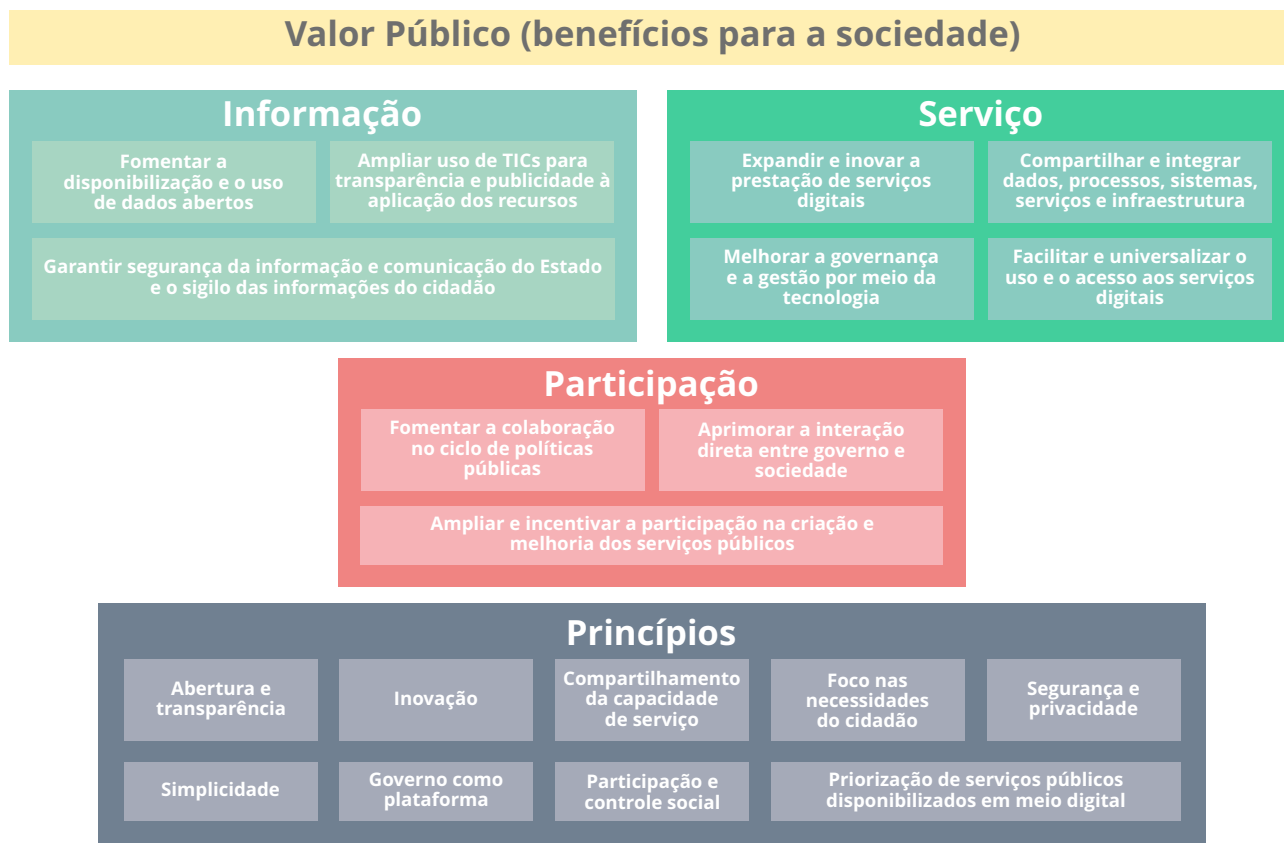 Valor Público (benefícios para a sociedade)
Informação
Fomentar a
disponibilização e o uso
de dados abertos
Ampliar uso de TICs para
transparência e publicidade à
aplicação dos recursos
Garantir segurança da informação e comunicação do Estado
e o sigilo das informações do cidadão
Serviço
Expandir e inovar a
prestação de serviços
digitais
Compartilhar e integrar
dados, processos, sistemas,
serviços e infraestrutura
Melhorar a governança
e a gestão por meio da
tecnologia
Facilitar e universalizar o
uso e o acesso aos serviços
digitais
Participação
Fomentar a colaboração
no ciclo de políticas
públicas
Aprimorar a interação
direta entre governo e
sociedade
Ampliar e incentivar a participação na criação e
melhoria dos serviços públicos
Princípios
Abertura e
transparência
Inovação
Compartilhamento
da capacidade
de serviço
Foco nas
necessidades
do cidadão
Segurança e
privacidade
Simplicidade
Governo como
plataforma
Participação e
controle social
Priorização de serviços públicos
disponibilizados em meio digital